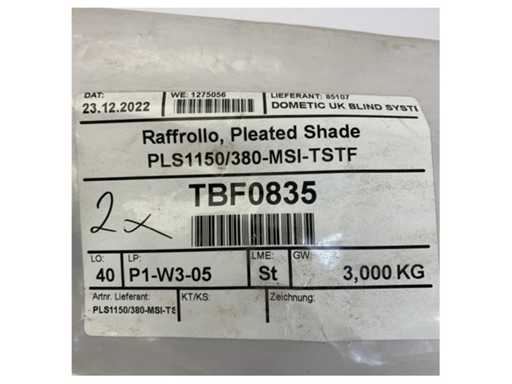 DAT: WE: 1275056 LIEFERANT: 85107
23.12.2022 DOMETIC UK BLIND SYSTE
Raffrollo, Pleated Shade
PLS1150/380-MSI-TSTF
TBF0835
2x
LO: LP: LME: GW:
40 P1-W3-05 St 3,000 KG
Artnr. Lieferant: KT/KS: Zeichnung:
PLS1150/380-MSI-TS